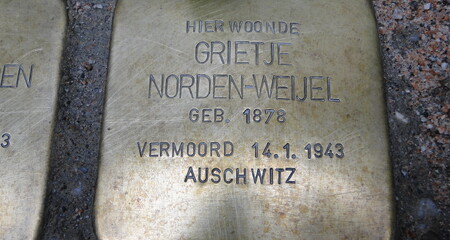 HIER WOONDE
GRIETJE
NORDEN-WEIJEL
GEB. 1878
VERMOORD 14.1.1943
AUSCHWITZ